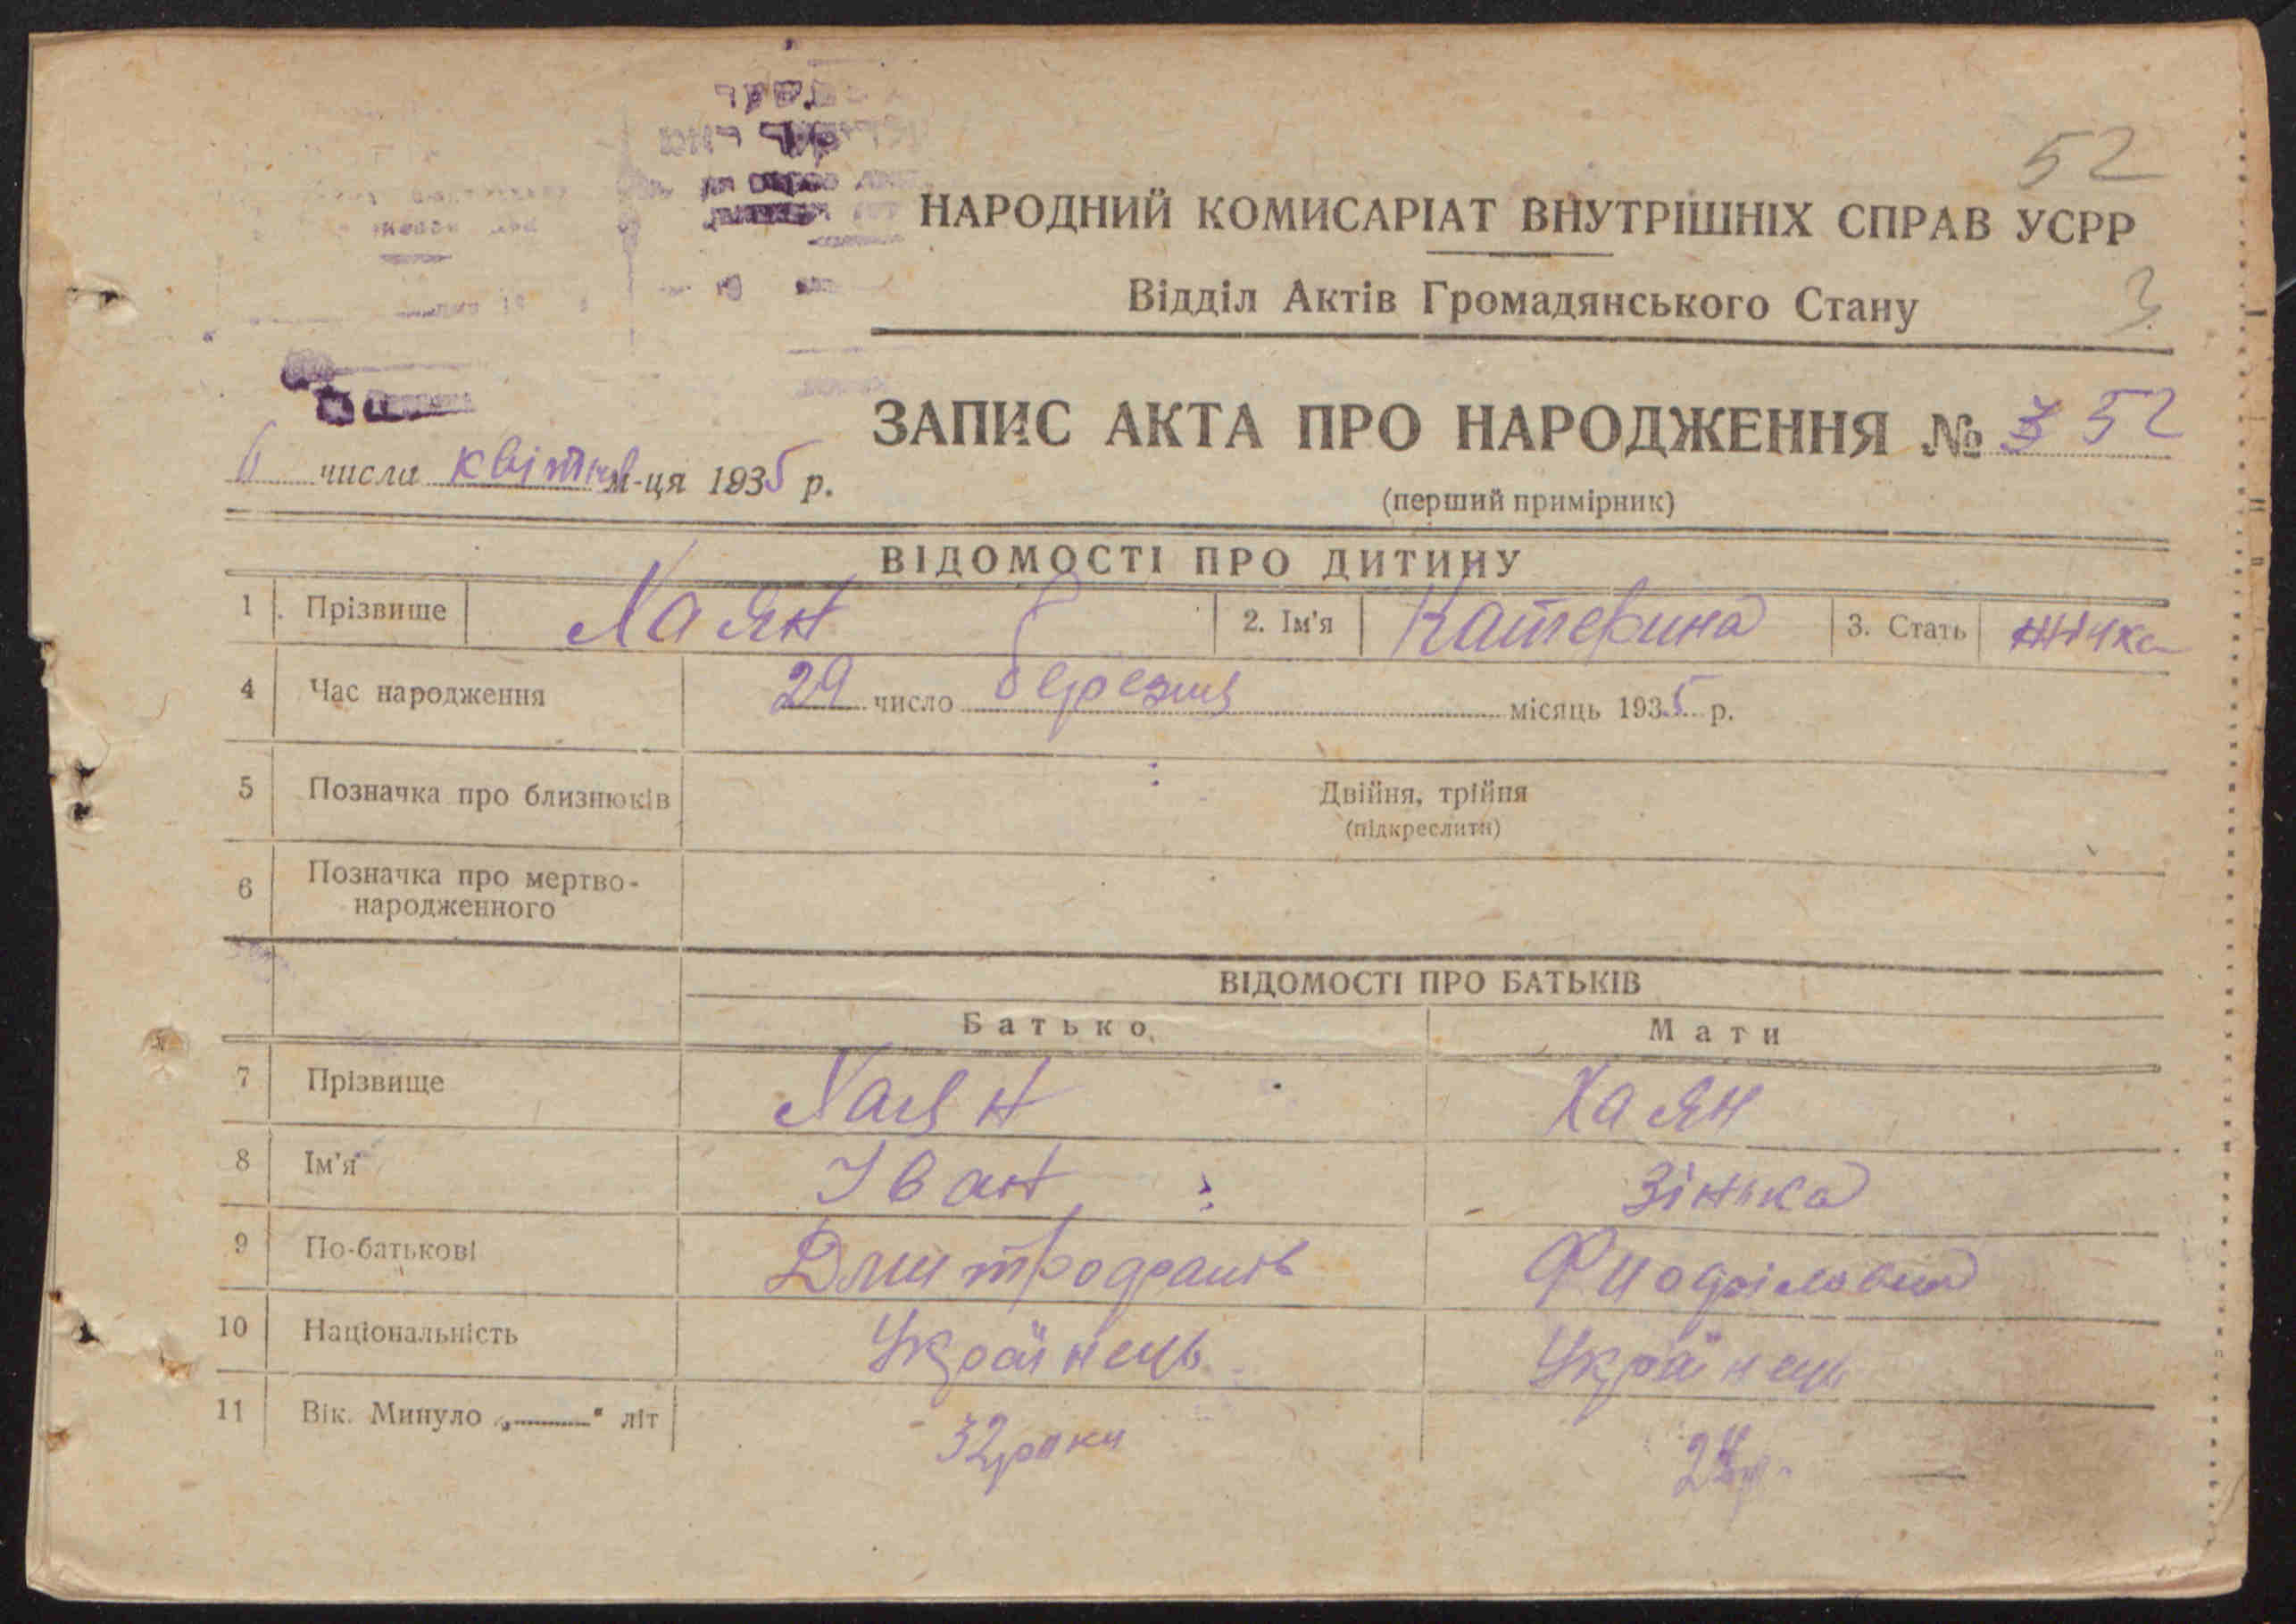 52
НАРОДНИЙ КОМИСАРІАТ ВНУТРІШНІХ СПРАВ УСРР
Відділ Актів Громадянського Стану 3
ЗАПИС АКТА ПРО НАРОДЖЕННЯ № 3 52
6 числа квітня м-ця 1935 р.
(перший примірник)
ВІДОМОСТІ ПРО ДИТИНУ
1 Прізвище Хаян 2. Ім'я Катерина 3. Стать жінка
4 Час народження 29 число березня місяць 1935 р.
5 Позначка про близнюків Двійня, трійня
(підкреслити)
6 Позначка про мертво-
народженного
ВІДОМОСТІ ПРО БАТЬКІВ
Батько Мати
7 Прізвище Хаян Хаян
8 Ім'я Іван Зінька
9 По-батькові
10 Національність Українець Українець
11 Вік. Минуло „ “ літ 32 роки